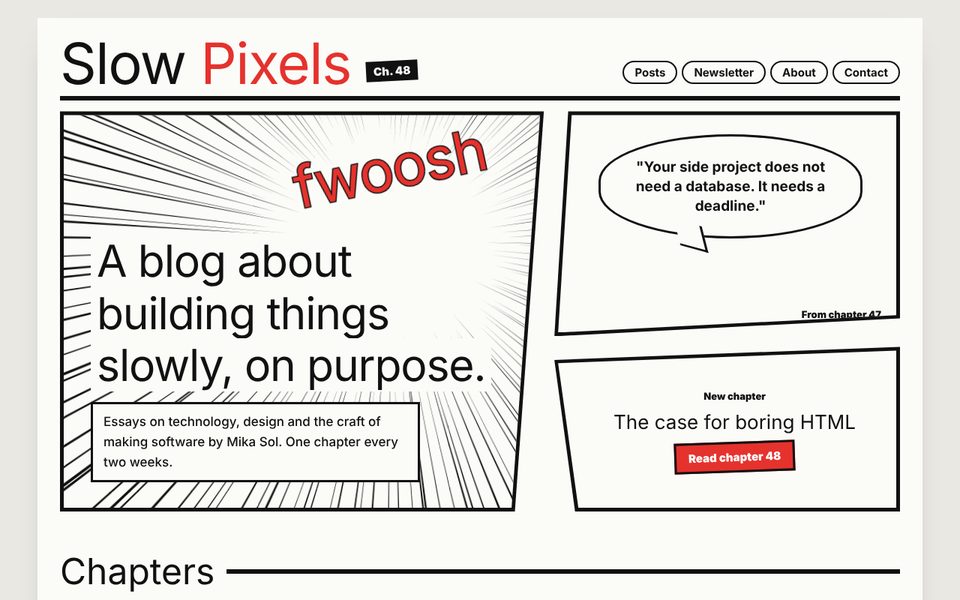 Slow Pixels
Ch. 48
Posts
Newsletter
About
Contact
fwoosh
A blog about
building things
slowly, on purpose.
Essays on technology, design and the craft of
making software by Mika Sol. One chapter every
two weeks.
"Your side project does not
need a database. It needs a
deadline."
From chapter 47
New chapter
The case for boring HTML
Read chapter 48
Chapters